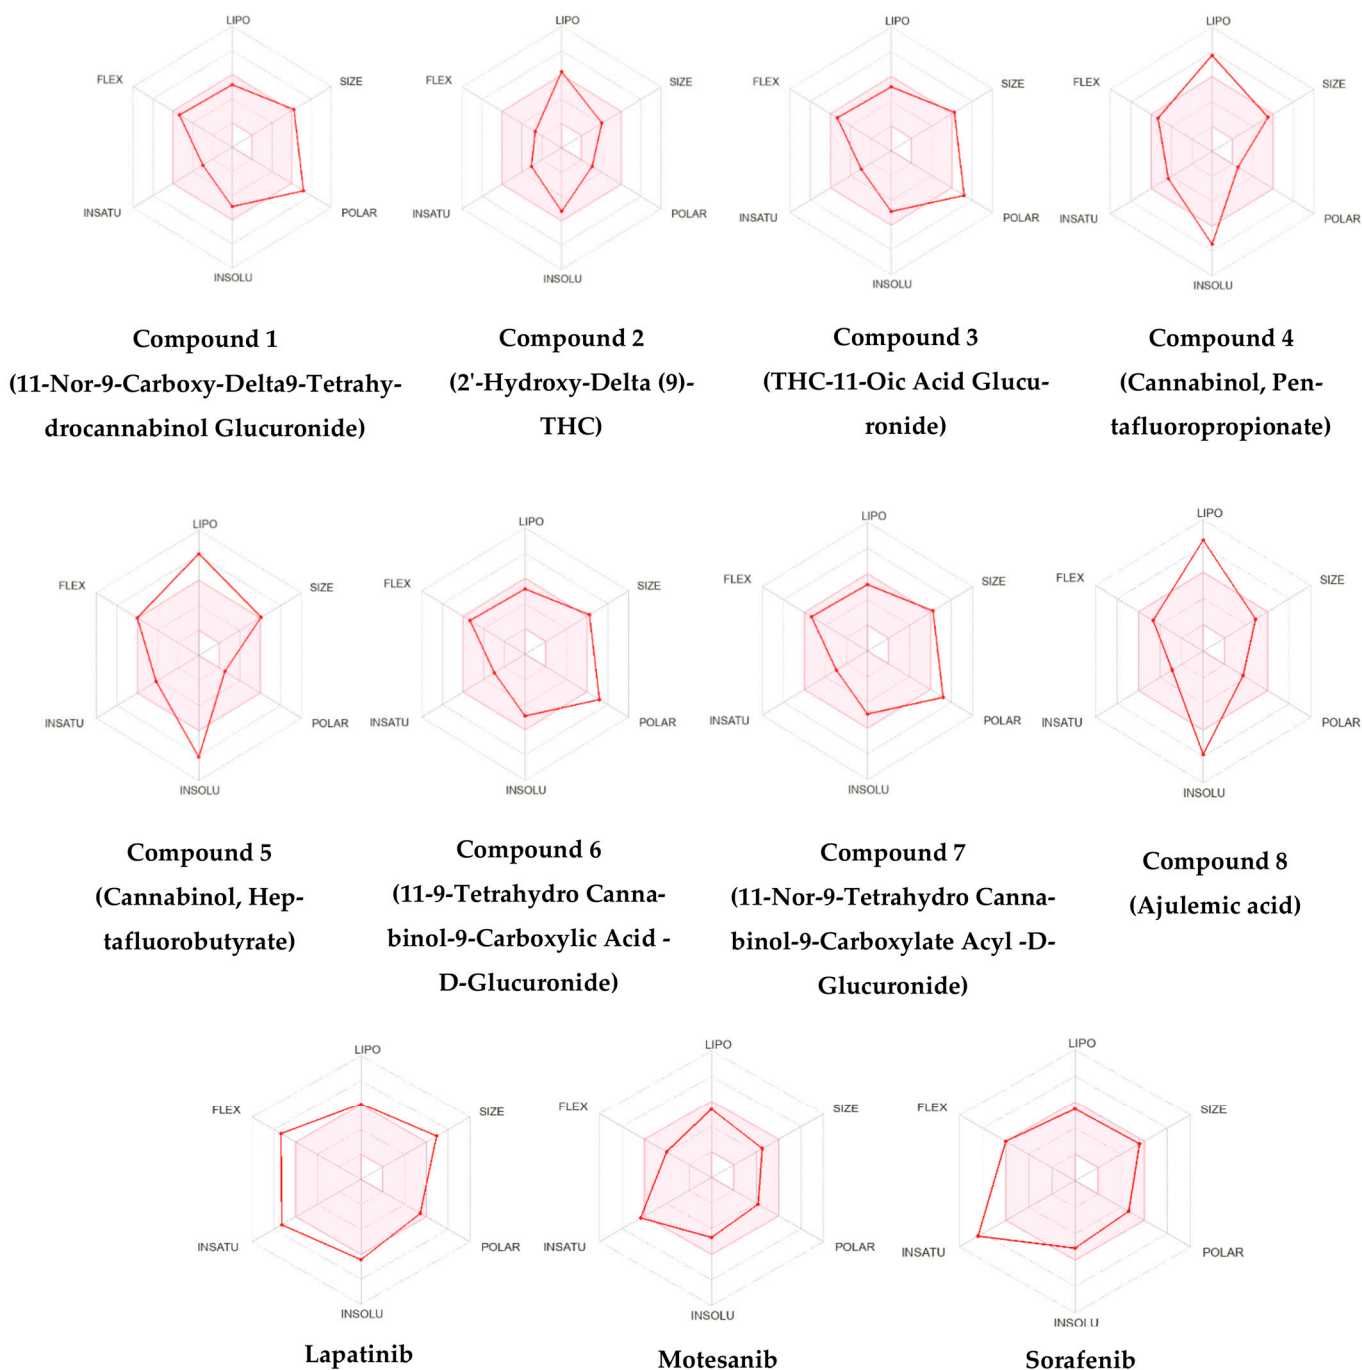 LIPO
FLEX
SIZE
INSATU
POLAR
INSOLU
Compound 1
(11-Nor-9-Carboxy-Delta9-Tetrahy-
drocannabinol Glucuronide)
LIPO
FLEX
SIZE
INSATU
POLAR
INSOLU
Compound 2
(2'-Hydroxy-Delta (9)-
THC)
LIPO
FLEX
SIZE
INSATU
POLAR
INSOLU
Compound 3
(THC-11-Oic Acid Glucu-
ronide)
LIPO
FLEX
SIZE
INSATU
POLAR
INSOLU
Compound 4
(Cannabinol, Pen-
tafluoropropionate)
LIPO
FLEX
SIZE
INSATU
POLAR
INSOLU
Compound 5
(Cannabinol, Hep-
tafluorobutyrate)
LIPO
FLEX
SIZE
INSATU
POLAR
INSOLU
Compound 6
(11-9-Tetrahydro Canna-
binol-9-Carboxylic Acid -
D-Glucuronide)
LIPO
FLEX
SIZE
INSATU
POLAR
INSOLU
Compound 7
(11-Nor-9-Tetrahydro Canna-
binol-9-Carboxylate Acyl -D-
Glucuronide)
LIPO
FLEX
SIZE
INSATU
POLAR
INSOLU
Compound 8
(Ajulemic acid)
LIPO
FLEX
SIZE
INSATU
POLAR
INSOLU
Lapatinib
LIPO
FLEX
SIZE
INSATU
POLAR
INSOLU
Motesanib
LIPO
FLEX
SIZE
INSATU
POLAR
INSOLU
Sorafenib